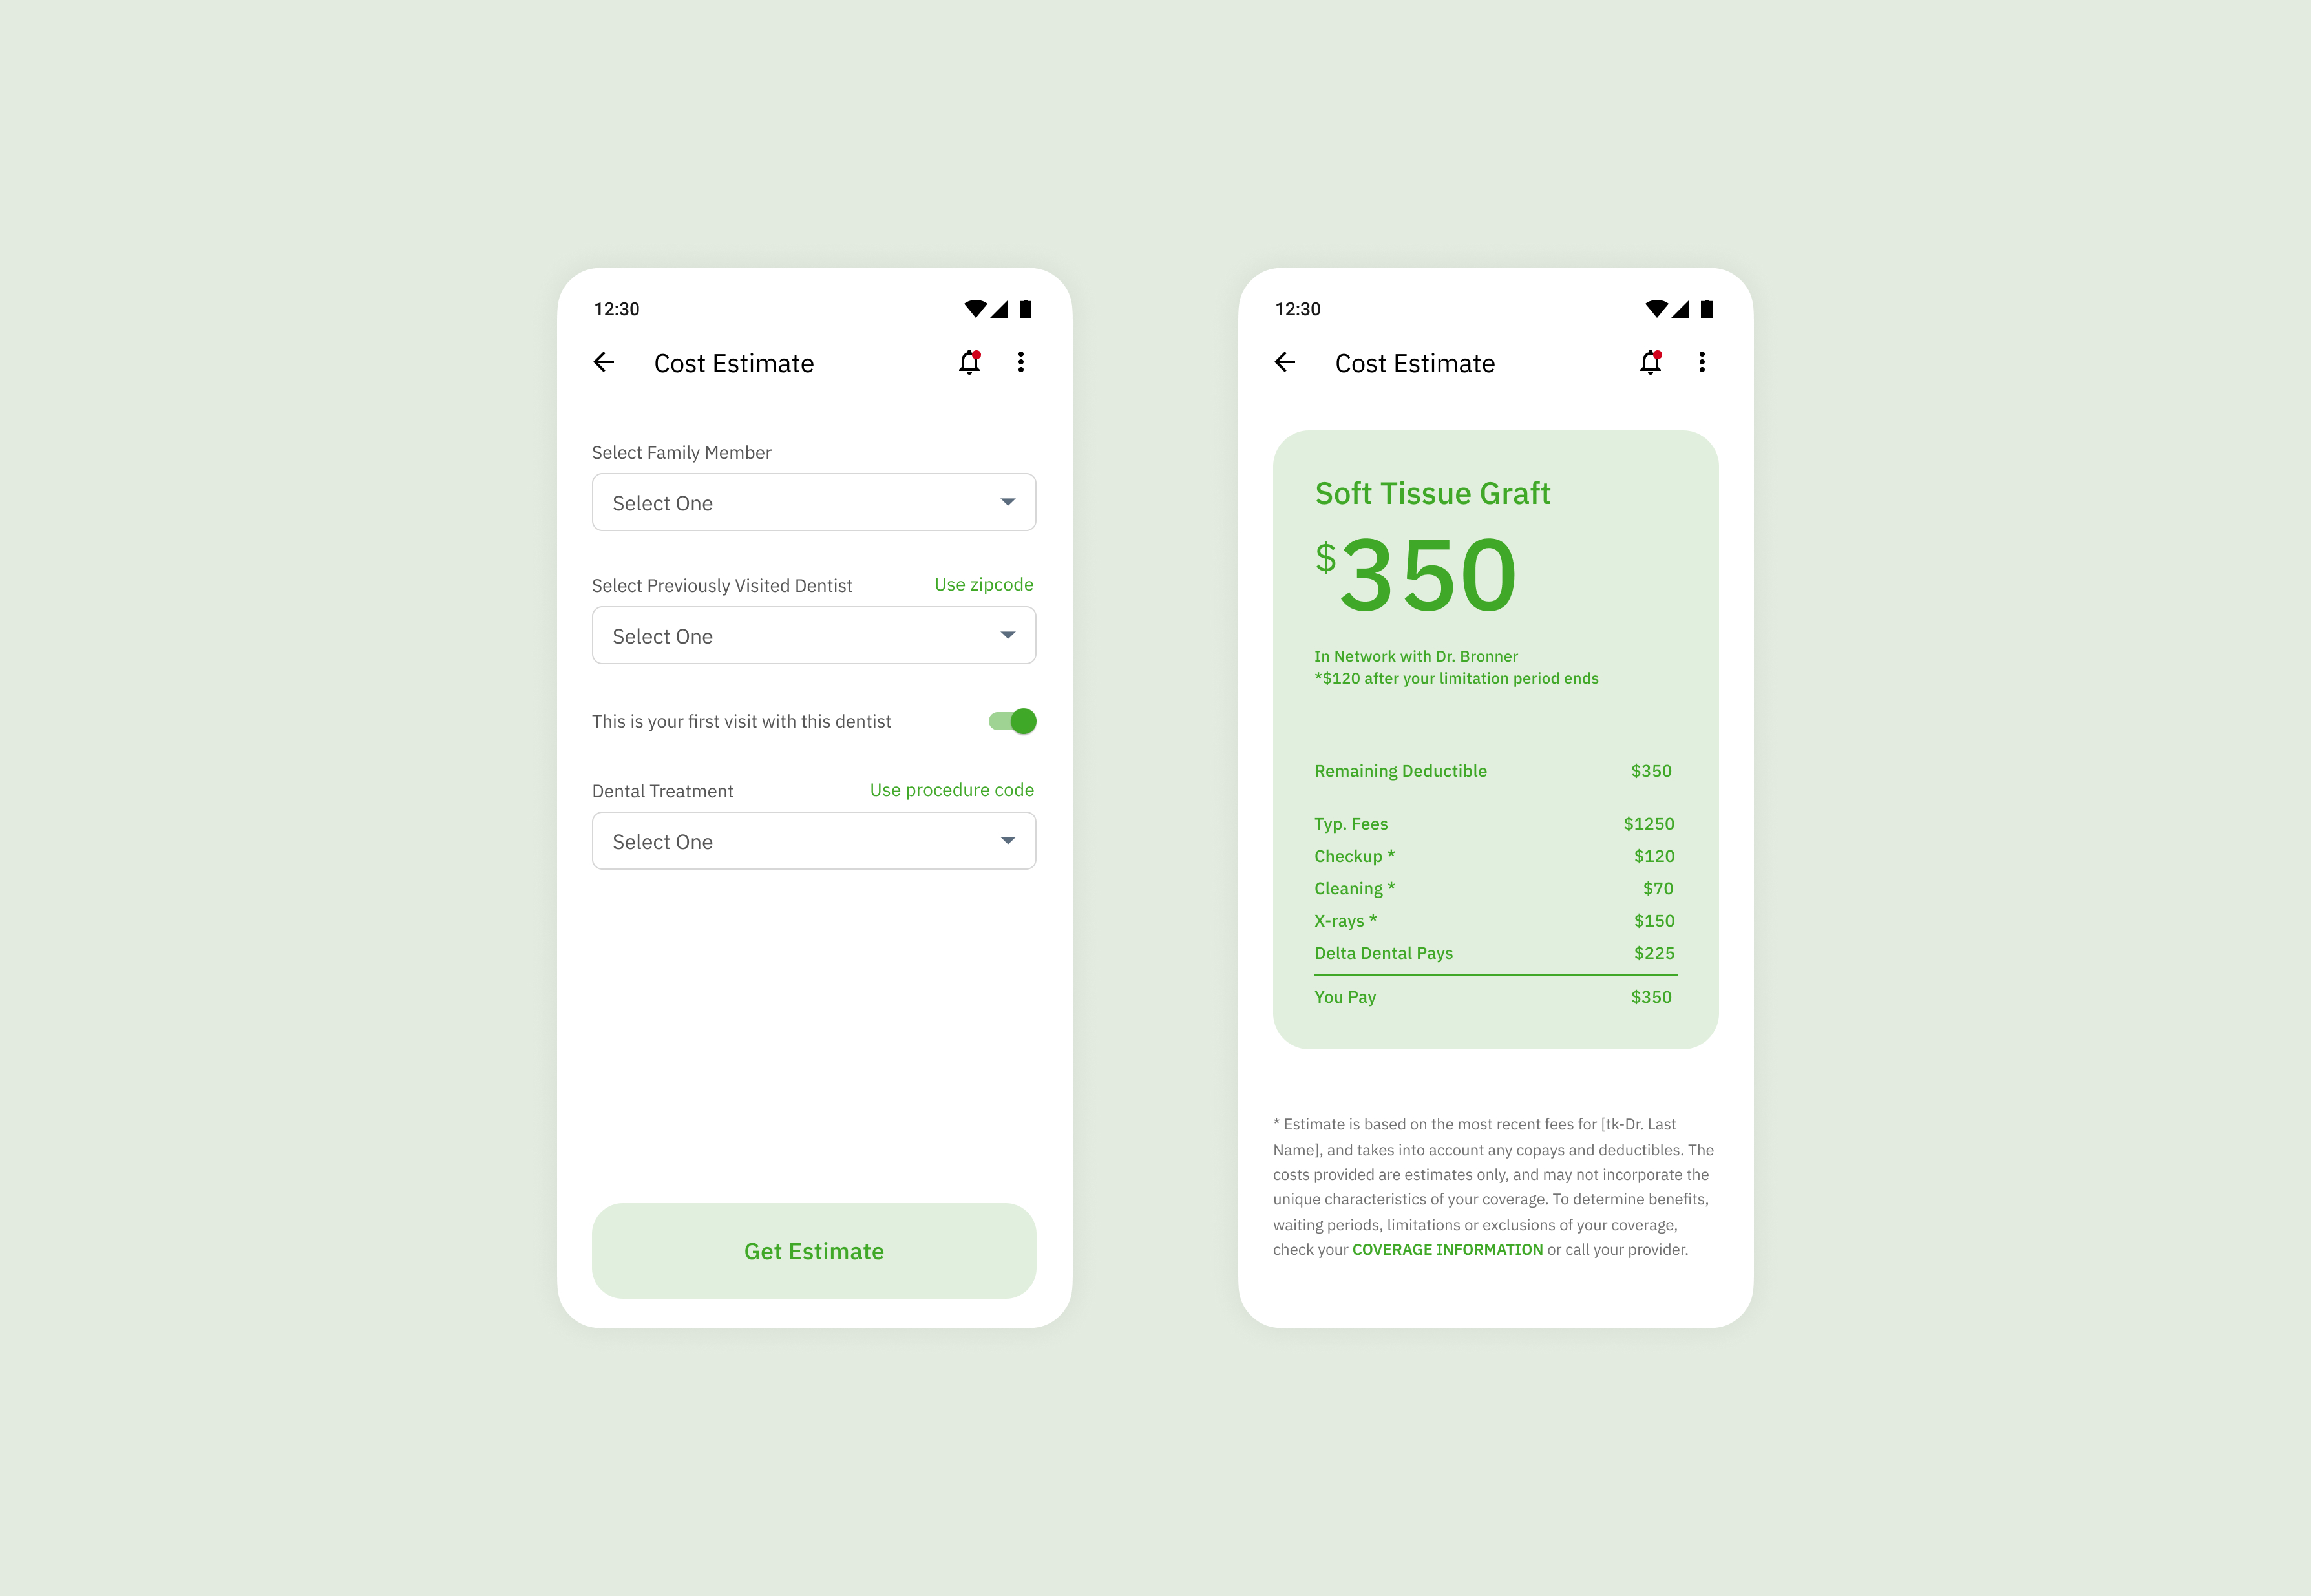 12:30
Cost Estimate
Select Family Member
Select One
Select Previously Visited Dentist Use zipcode
Select One
This is your first visit with this dentist
Dental Treatment Use procedure code
Select One
Get Estimate
12:30
Cost Estimate
Soft Tissue Graft
$350
In Network with Dr. Bronner
*$120 after your limitation period ends
Remaining Deductible $350
Typ. Fees $1250
Checkup * $120
Cleaning * $70
X-rays * $150
Delta Dental Pays $225
You Pay $350
* Estimate is based on the most recent fees for [tk-Dr. Last
Name], and takes into account any copays and deductibles. The
costs provided are estimates only, and may not incorporate the
unique characteristics of your coverage. To determine benefits,
waiting periods, limitations or exclusions of your coverage,
check your COVERAGE INFORMATION or call your provider.